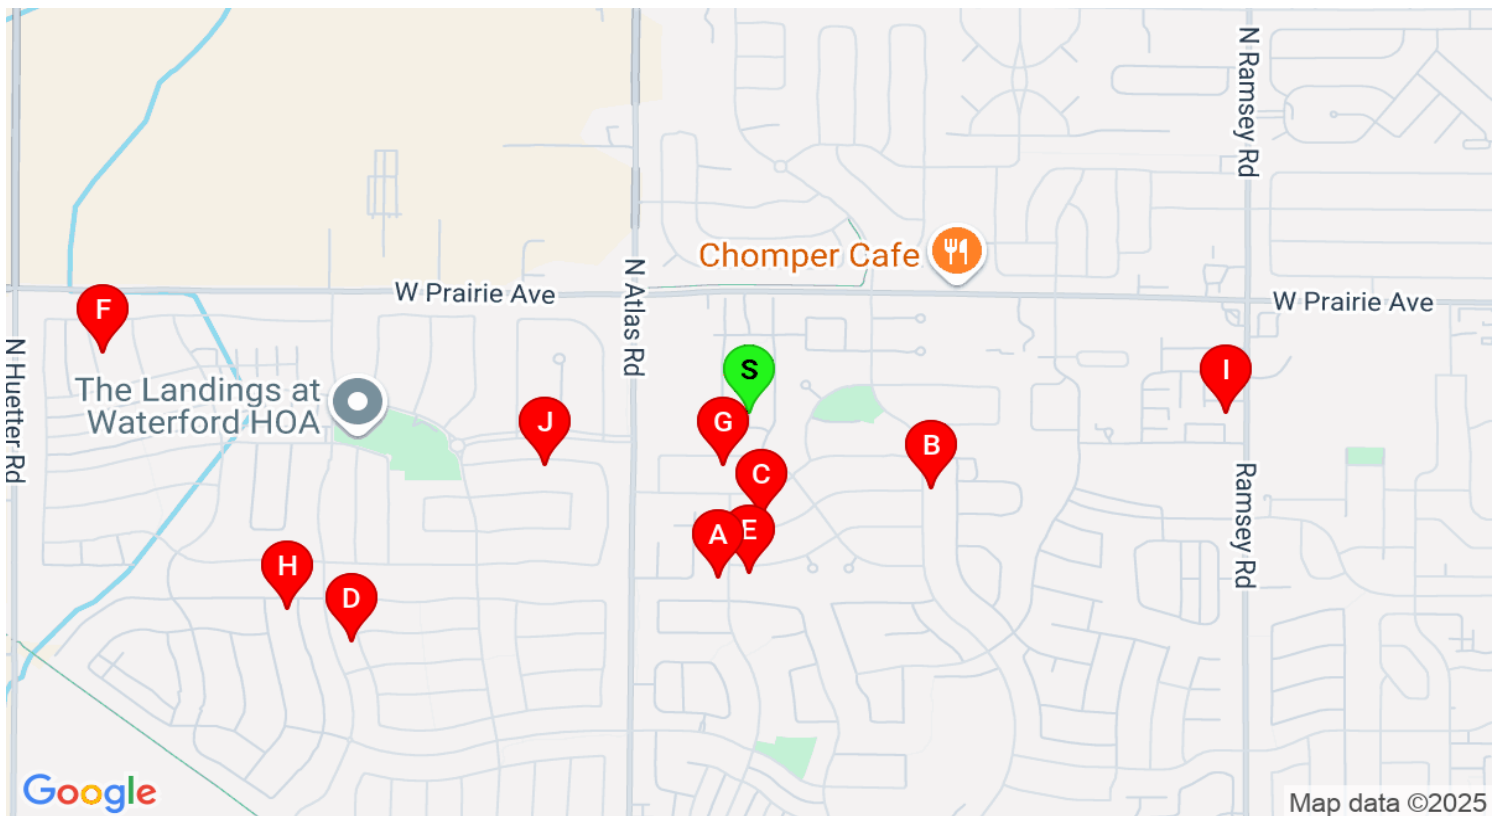 N Ramsey Rd
Chomper Cafe
N Atlas Rd
W Prairie Ave
W Prairie Ave
F
N Huetter Rd
The Landings at
Waterford HOA
S
I
J
G
B
C
Ramsey Rd
A
E
H
D
Google
Map data ©2025